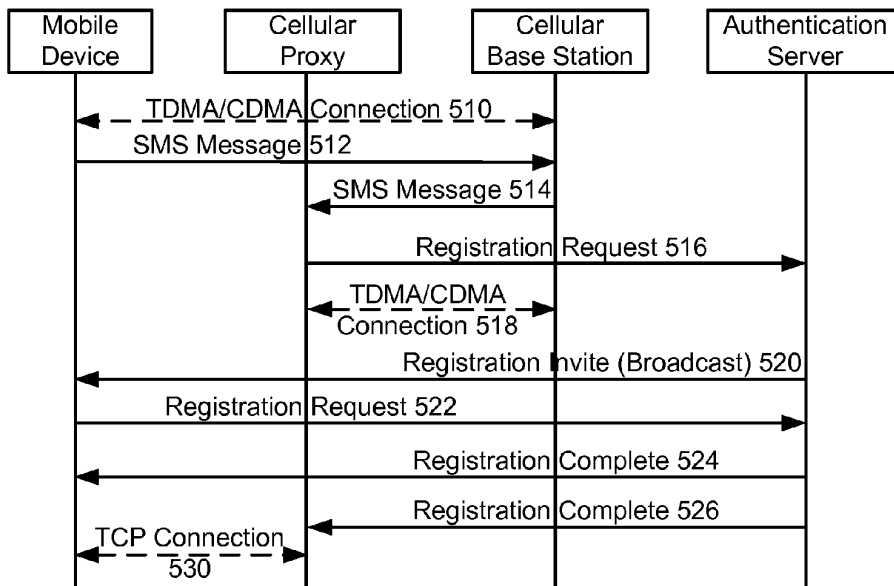 Mobile
Device
Cellular
Proxy
Cellular
Base Station
Authentication
Server
TDMA/CDMA Connection 510
SMS Message 512
SMS Message 514
Registration Request 516
TDMA/CDMA
Connection 518
Registration Invite (Broadcast) 520
Registration Request 522
Registration Complete 524
Registration Complete 526
TCP Connection
530